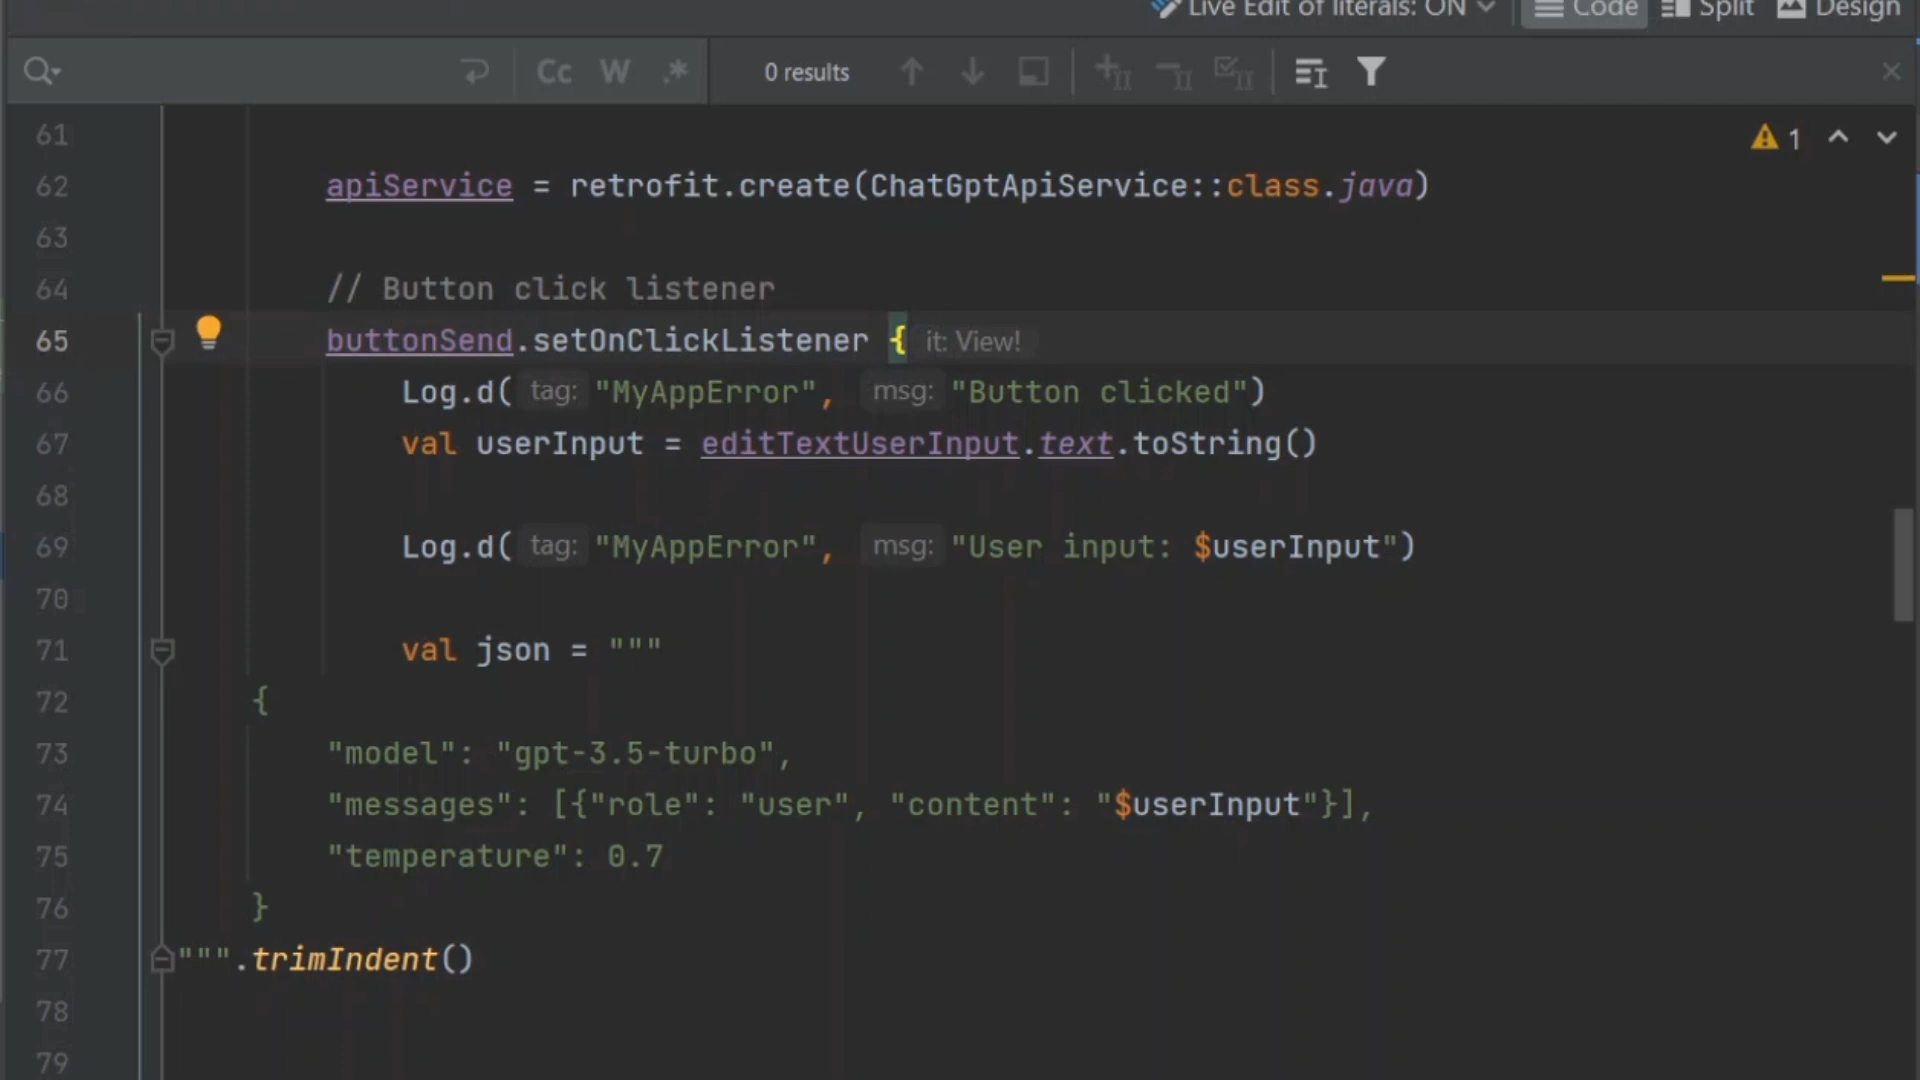 Live Edit of literals: ON Code Split Design
Cc W .* 0 results
61 1
62 apiService = retrofit.create(ChatGptApiService::class.java)
63
64 // Button click listener
65 buttonSend.setOnClickListener { it: View!
66 Log.d( tag: "MyAppError", msg: "Button clicked")
67 val userInput = editTextUserInput.text.toString()
68
69 Log.d( tag: "MyAppError", msg: "User input: $userInput")
70
71 val json = """
72 {
73 "model": "gpt-3.5-turbo",
74 "messages": [{"role": "user", "content": "$userInput"}],
75 "temperature": 0.7
76 }
77 """.trimIndent()
78
79